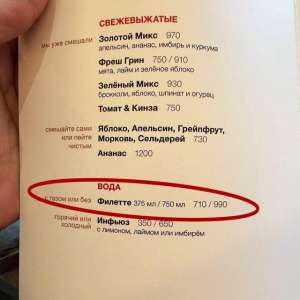 СВЕЖЕВЫЖАТЫЕ
мы уже смешали Золотой Микс 970
апельсин, ананас, имбирь и куркума
Фреш Грин 750 / 910
мята, лайм и зелёное яблоко
Зелёный Микс 930
брокколи, яблоко, шпинат и огурец
Томат & Кинза 750
смешайте сами Яблоко, Апельсин, Грейпфрут,
или пейте Морковь, Сельдерей 730
чистым
Ананас 1200
ВОДА
с газом или без Филетте 375 мл / 750 мл 710 / 990
горячий или Инфьюз 350 / 650
холодный с лимоном, лаймом или имбирём